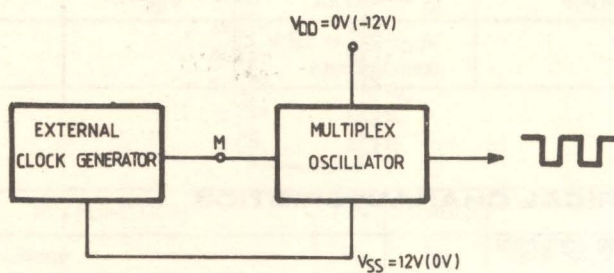 VDD = 0V (-12V)
EXTERNAL
CLOCK GENERATOR
M
MULTIPLEX
OSCILLATOR
VSS = 12V (0V)